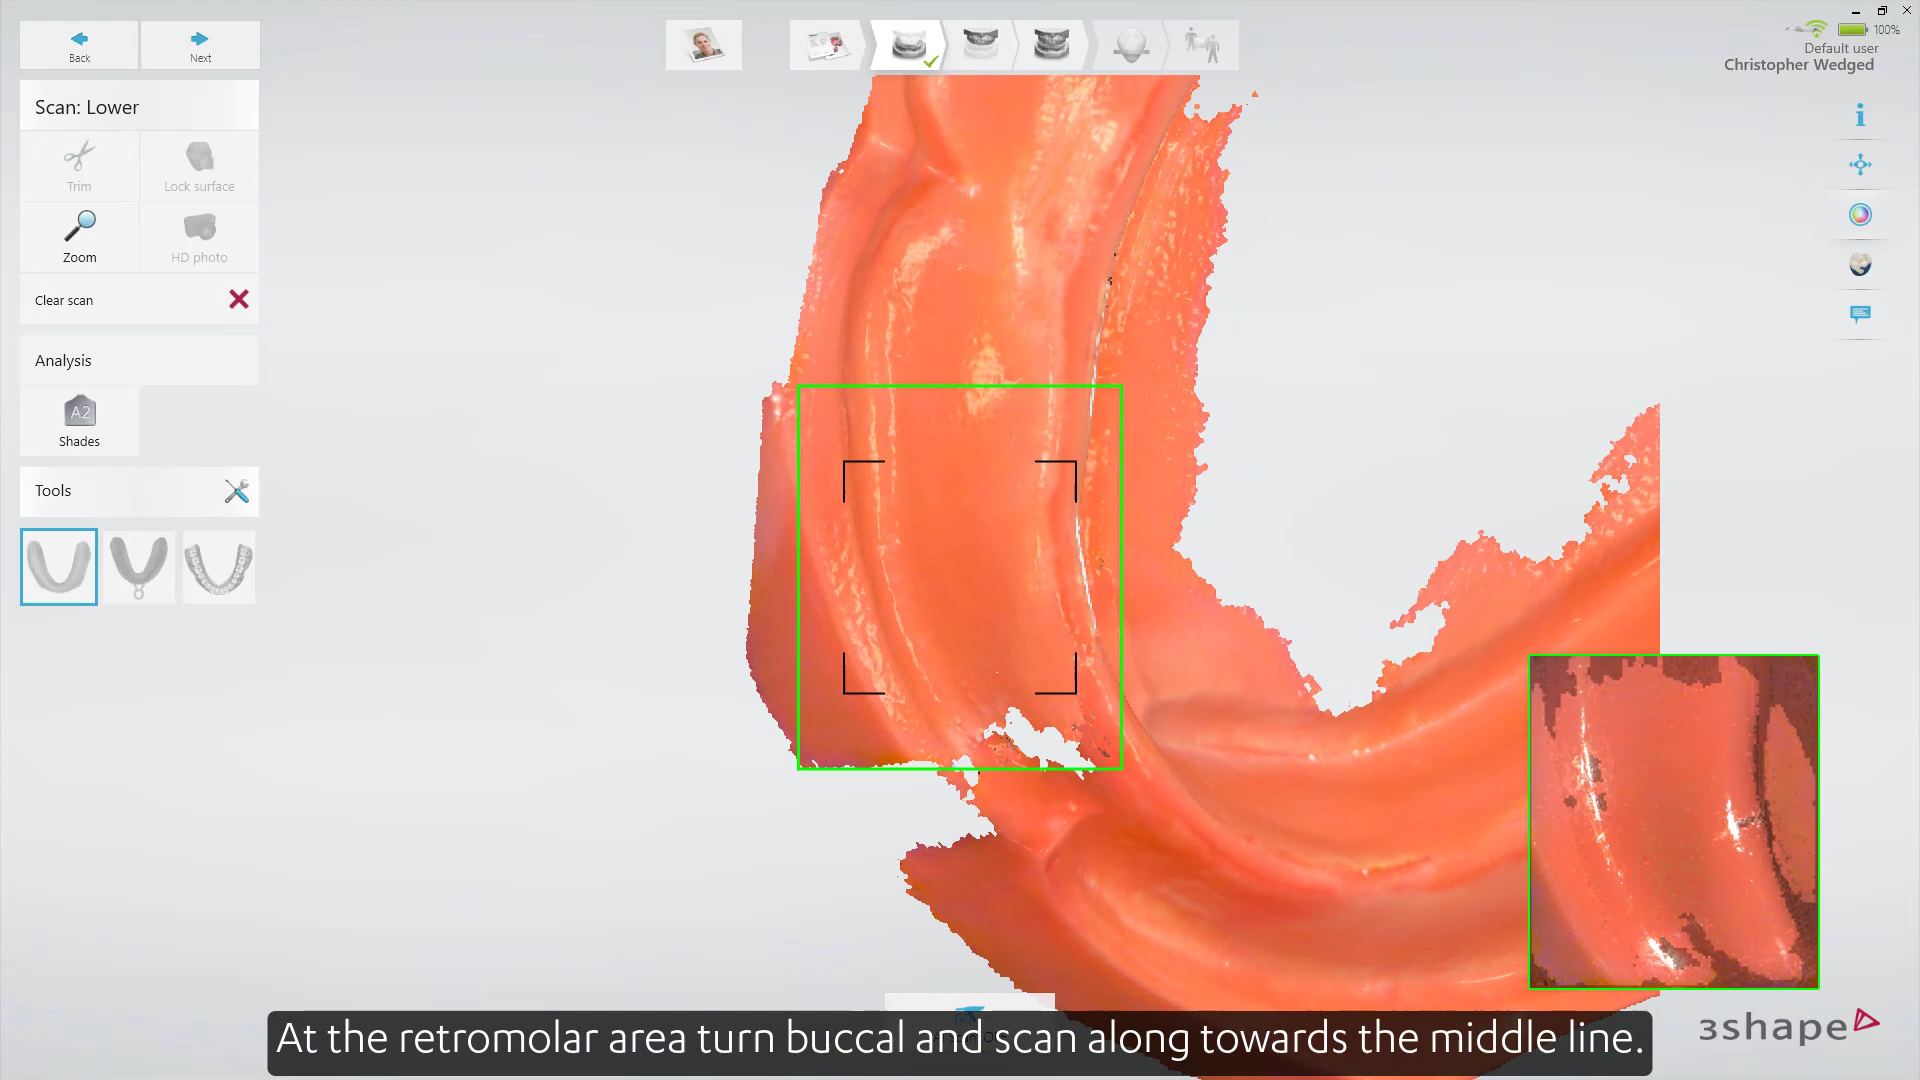 Back
Next
100%
Default user
Christopher Wedged
Scan: Lower
Trim
Lock surface
Zoom
HD photo
Clear scan
Analysis
A2
Shades
Tools
At the retromolar area turn buccal and scan along towards the middle line.
3shape